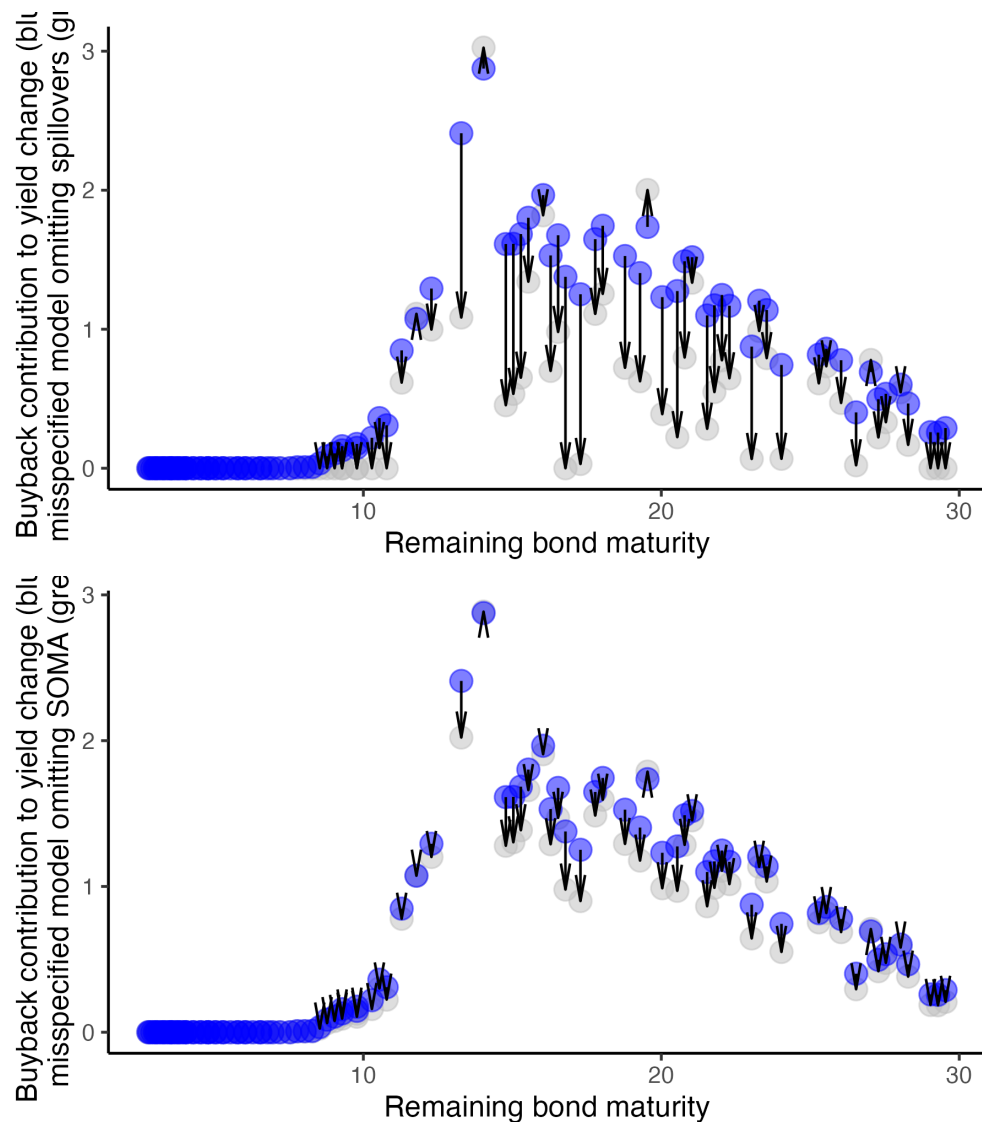 Buyback contribution to yield change (blu
misspecified model omitting spillovers (gr
3
2
1
0
10 20 30
Remaining bond maturity
Buyback contribution to yield change (blu
misspecified model omitting SOMA (gre
3
2
1
0
10 20 30
Remaining bond maturity